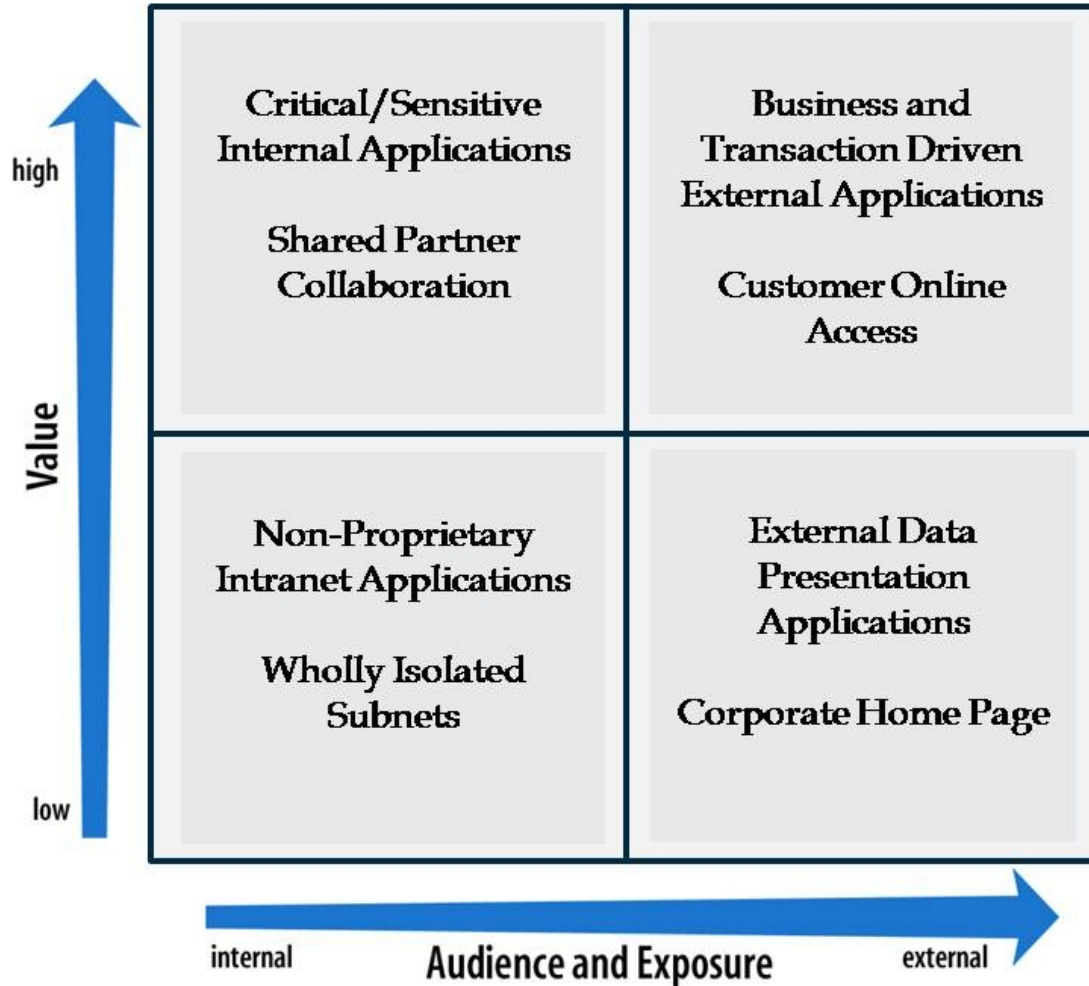 high
Value
low
Critical/Sensitive
Internal Applications
Shared Partner
Collaboration
Business and
Transaction Driven
External Applications
Customer Online
Access
Non-Proprietary
Intranet Applications
Wholly Isolated
Subnets
External Data
Presentation
Applications
Corporate Home Page
internal
Audience and Exposure
external